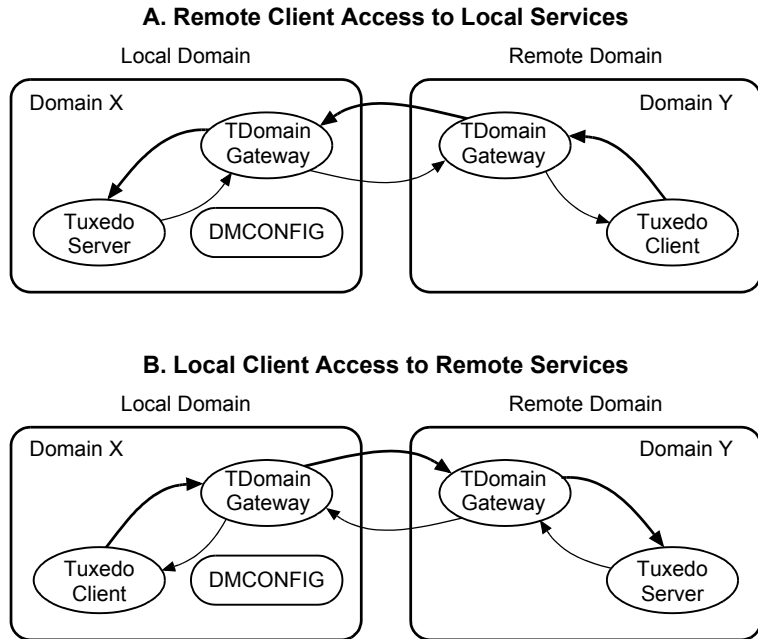 A. Remote Client Access to Local Services
Local Domain
Remote Domain
Domain X
Domain Y
TDomain
Gateway
TDomain
Gateway
Tuxedo
Server
DMCONFIG
Tuxedo
Client
B. Local Client Access to Remote Services
Local Domain
Remote Domain
Domain X
Domain Y
TDomain
Gateway
TDomain
Gateway
Tuxedo
Client
DMCONFIG
Tuxedo
Server